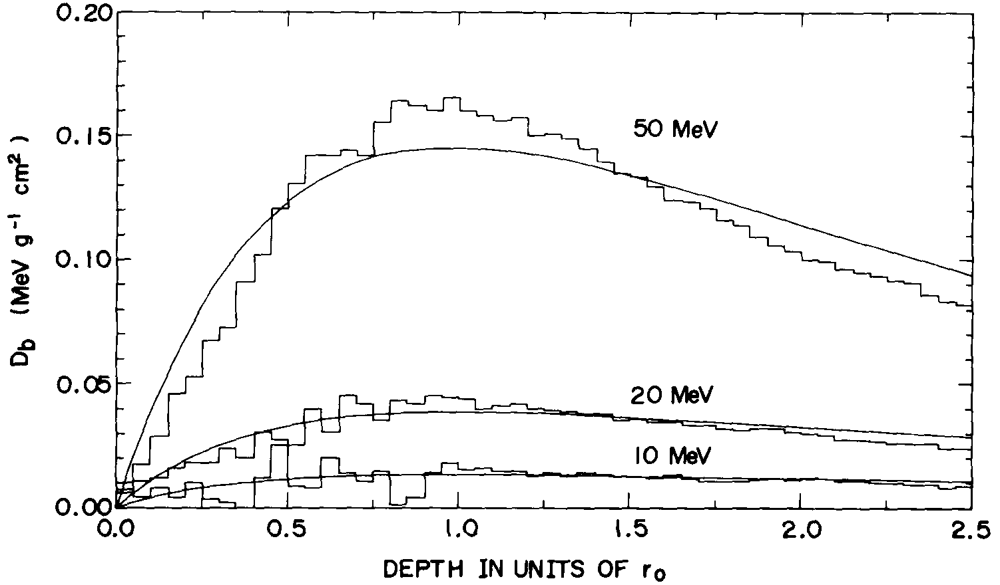 0.20
0.15
0.10
0.05
0.00
D_b (MeV g⁻¹ cm²)
50 MeV
20 MeV
10 MeV
0.0 0.5 1.0 1.5 2.0 2.5
DEPTH IN UNITS OF r₀